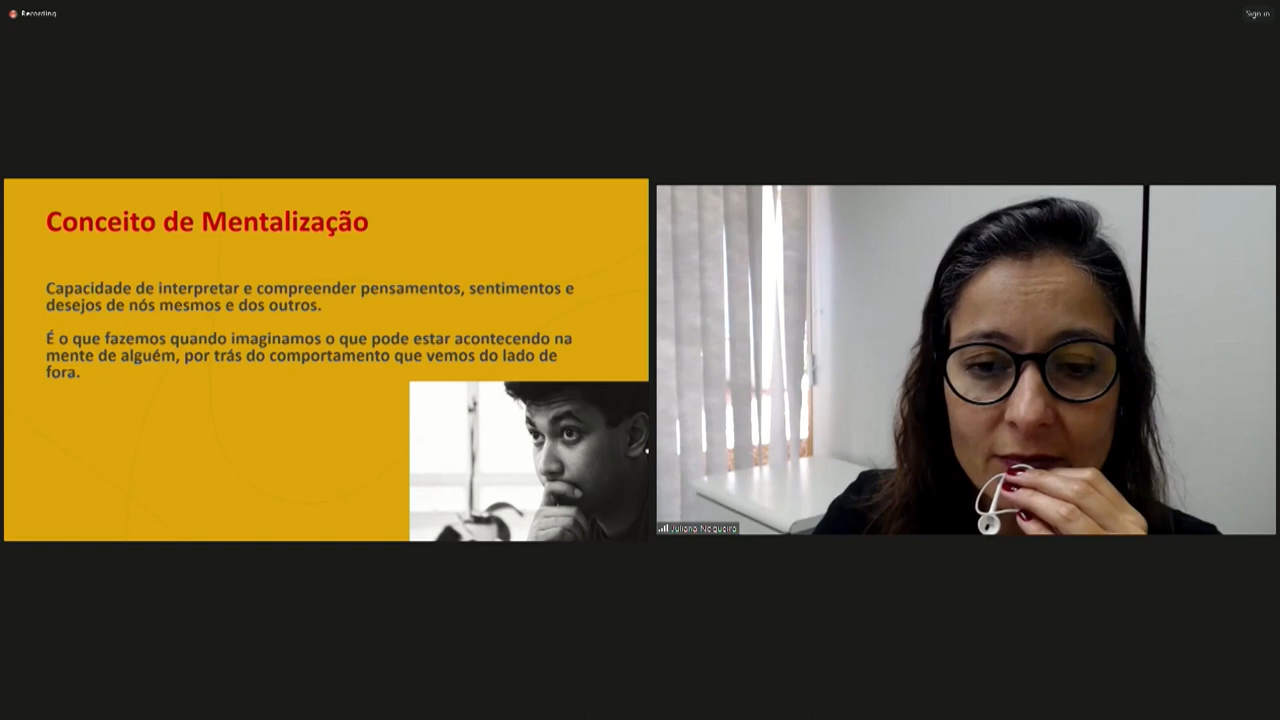 Recording
Sign in
Conceito de Mentalização
Capacidade de interpretar e compreender pensamentos, sentimentos e
desejos de nós mesmos e dos outros.
É o que fazemos quando imaginamos o que pode estar acontecendo na
mente de alguém, por trás do comportamento que vemos do lado de
fora.
Juliana Nogueira